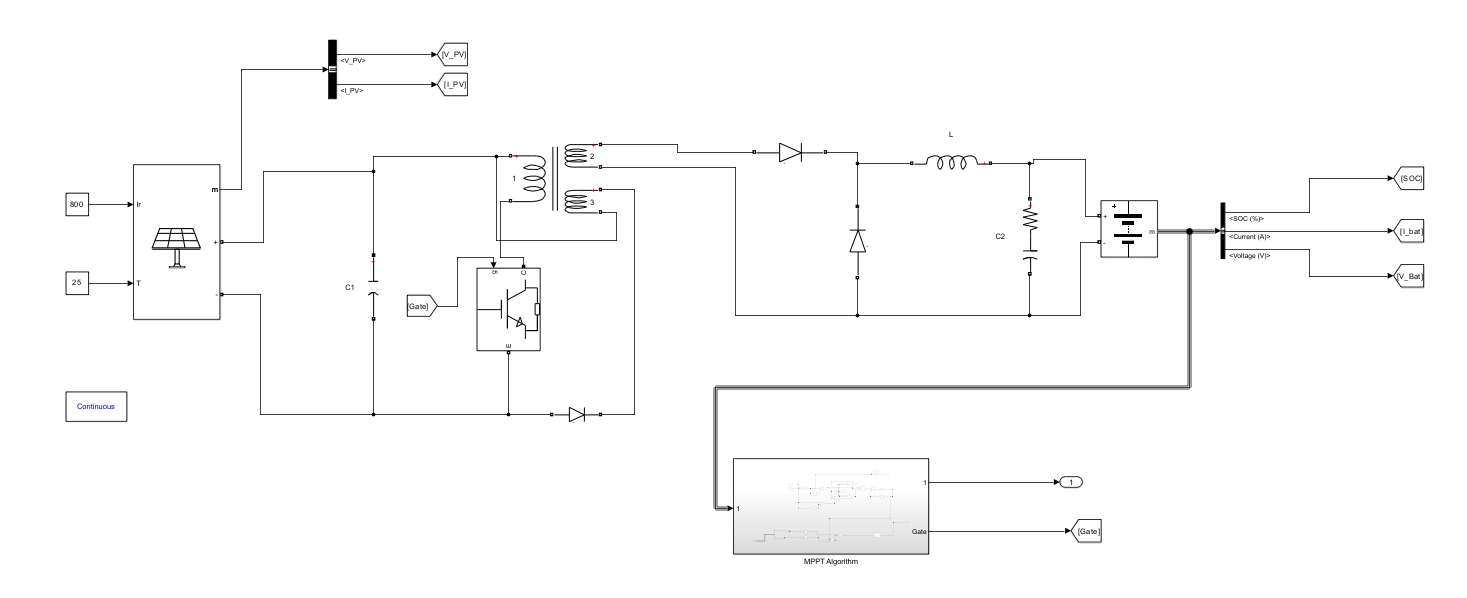 [V_PV]
<V_PV>
[I_PV]
<I_PV>
L
2
1
3
800
Ir
m
+
25
T
-
C1
[Gate]
g
C
E
C2
+
+
-
m
[SOC]
<SOC (%)>
[I_bat]
<Current (A)>
<Voltage (V)>
[V_Bat]
Continuous
1
1
1
Gate
[Gate]
MPPT Algorithm